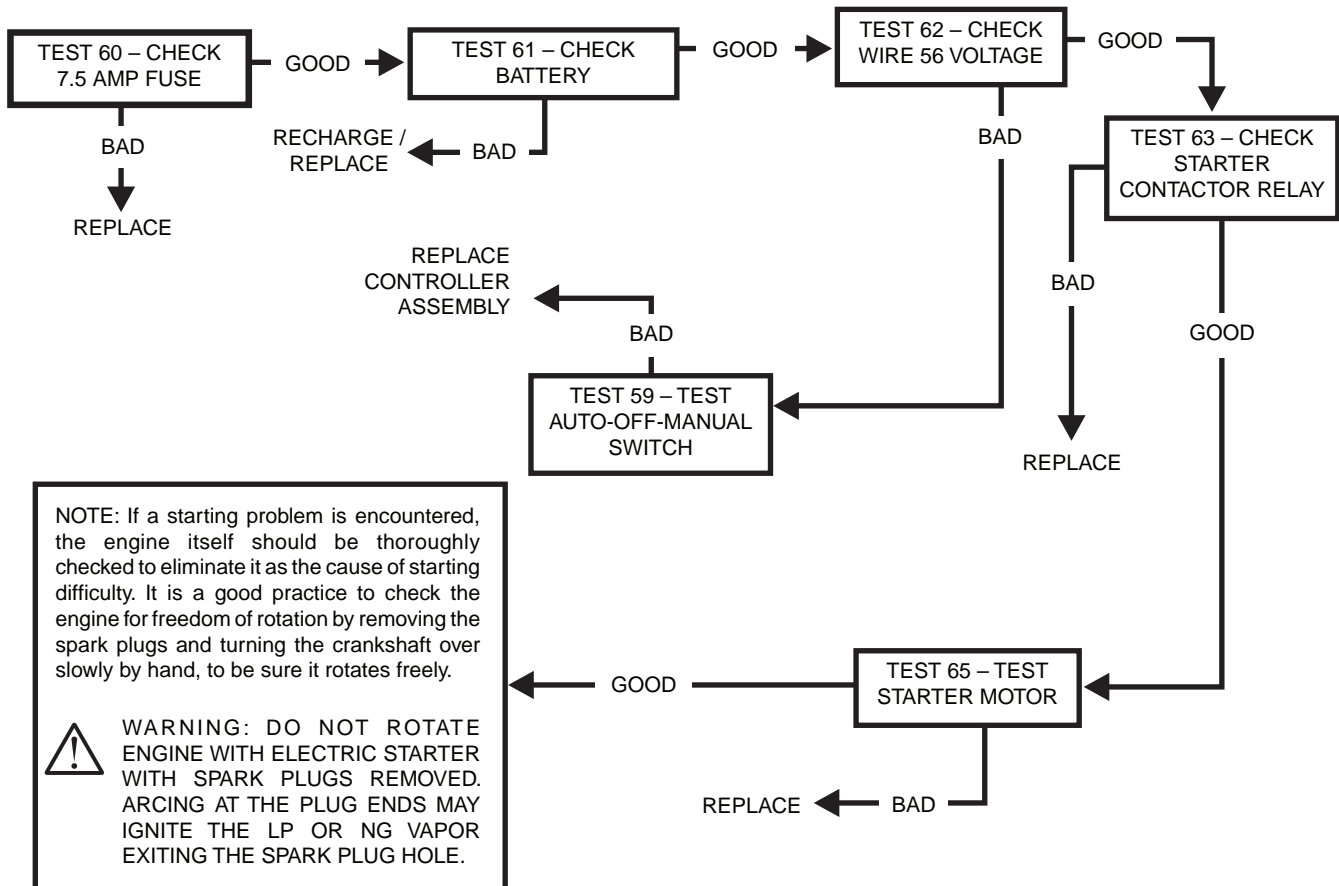 TEST 60 – CHECK
7.5 AMP FUSE
GOOD
TEST 61 – CHECK
BATTERY
GOOD
TEST 62 – CHECK
WIRE 56 VOLTAGE
GOOD
BAD
REPLACE
RECHARGE /
REPLACE
BAD
BAD
TEST 63 – CHECK
STARTER
CONTACTOR RELAY
REPLACE
CONTROLLER
ASSEMBLY
BAD
TEST 59 – TEST
AUTO-OFF-MANUAL
SWITCH
BAD
REPLACE
GOOD
NOTE: If a starting problem is encountered,
the engine itself should be thoroughly
checked to eliminate it as the cause of starting
difficulty. It is a good practice to check the
engine for freedom of rotation by removing the
spark plugs and turning the crankshaft over
slowly by hand, to be sure it rotates freely.
WARNING: DO NOT ROTATE
ENGINE WITH ELECTRIC STARTER
WITH SPARK PLUGS REMOVED.
ARCING AT THE PLUG ENDS MAY
IGNITE THE LP OR NG VAPOR
EXITING THE SPARK PLUG HOLE.
GOOD
TEST 65 – TEST
STARTER MOTOR
REPLACE
BAD